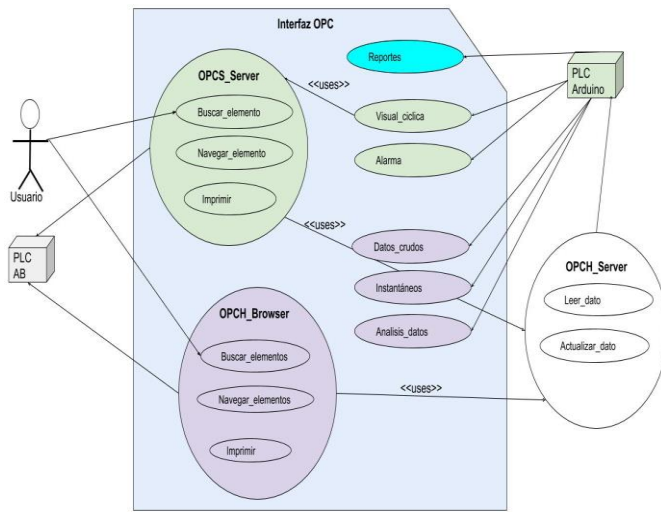 Interfaz OPC
Reportes
<<uses>>
OPCS_Server
PLC
Arduino
Buscar_elemento
Visual_ciclica
Navegar_elemento
Alarma
Usuario
Imprimir
<<uses>>
Datos_crudos
PLC
AB
OPCH_Server
Instantáneos
Leer_dato
OPCH_Browser
Analisis_datos
Actualizar_dato
Buscar_elementos
<<uses>>
Navegar_elementos
Imprimir